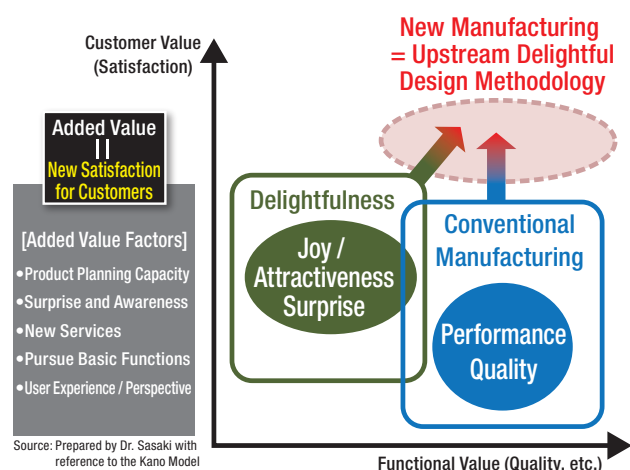 Customer Value
(Satisfaction)
New Manufacturing
= Upstream Delightful
Design Methodology
Added Value
=
New Satisfaction
for Customers
[Added Value Factors]
•Product Planning Capacity
•Surprise and Awareness
•New Services
•Pursue Basic Functions
•User Experience / Perspective
Delightfulness
Joy /
Attractiveness
Surprise
Conventional
Manufacturing
Performance
Quality
Source: Prepared by Dr. Sasaki with
reference to the Kano Model
Functional Value (Quality, etc.)